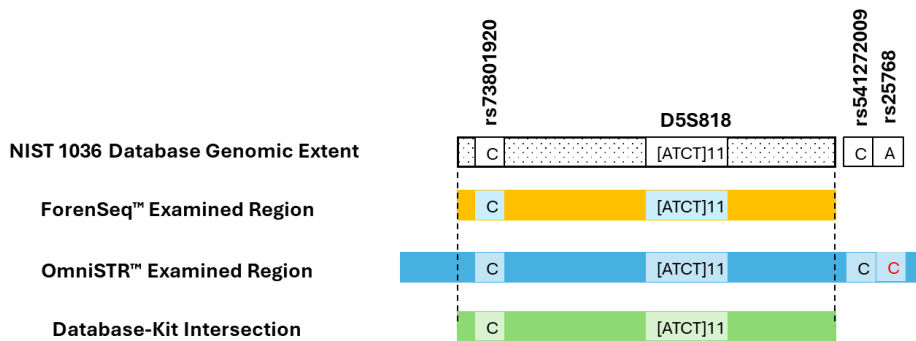 rs73801920
rs541272009
rs25768
D5S818
NIST 1036 Database Genomic Extent
C
[ATCT]11
C
A
ForenSeq™ Examined Region
C
[ATCT]11
OmniSTR™ Examined Region
C
[ATCT]11
C
C
Database-Kit Intersection
C
[ATCT]11